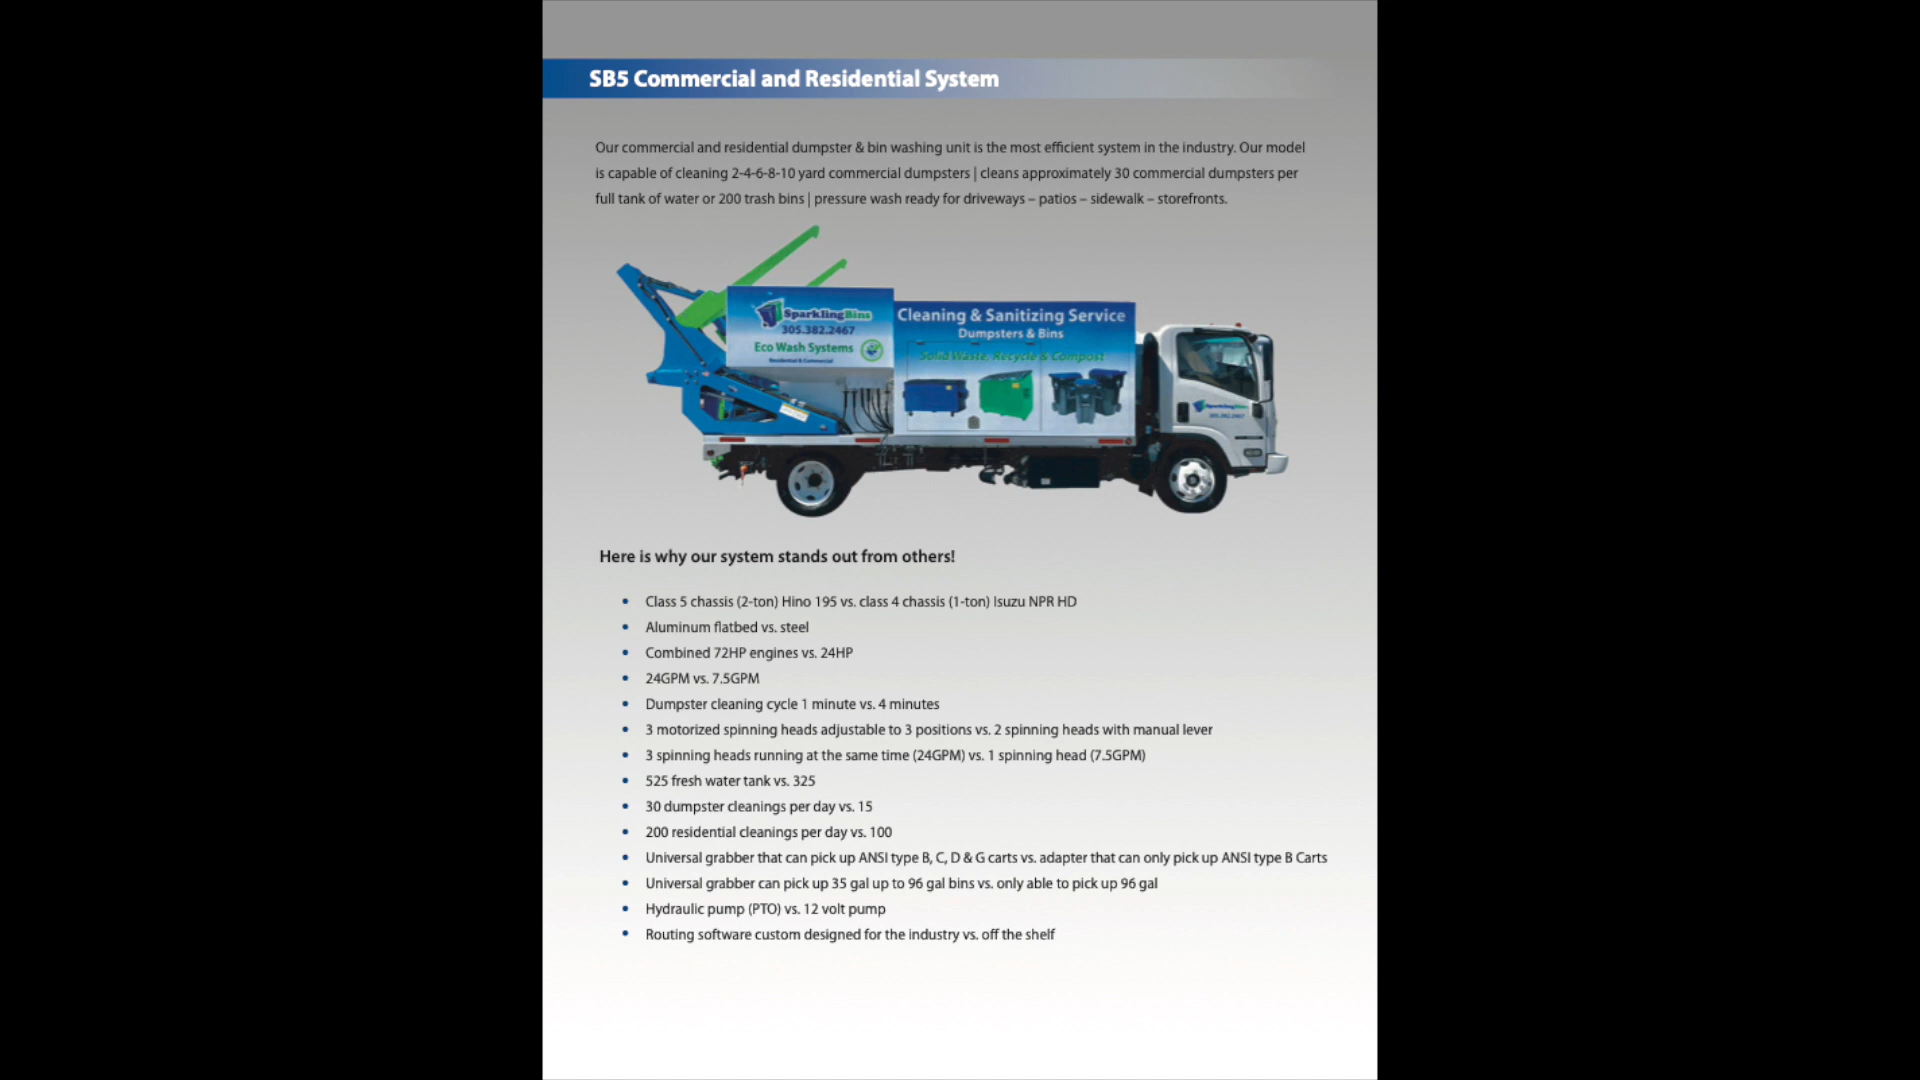 SB5 Commercial and Residential System
Our commercial and residential dumpster & bin washing unit is the most efficient system in the industry. Our model
is capable of cleaning 2-4-6-8-10 yard commercial dumpsters | cleans approximately 30 commercial dumpsters per
full tank of water or 200 trash bins | pressure wash ready for driveways – patios – sidewalk – storefronts.
SparklingBins
305.382.2467
Eco Wash Systems
Residential & Commercial
Cleaning & Sanitizing Service
Dumpsters & Bins
Solid Waste, Recycle & Compost
SparklingBins
305.382.2467
Here is why our system stands out from others!
• Class 5 chassis (2-ton) Hino 195 vs. class 4 chassis (1-ton) Isuzu NPR HD
• Aluminum flatbed vs. steel
• Combined 72HP engines vs. 24HP
• 24GPM vs. 7.5GPM
• Dumpster cleaning cycle 1 minute vs. 4 minutes
• 3 motorized spinning heads adjustable to 3 positions vs. 2 spinning heads with manual lever
• 3 spinning heads running at the same time (24GPM) vs. 1 spinning head (7.5GPM)
• 525 fresh water tank vs. 325
• 30 dumpster cleanings per day vs. 15
• 200 residential cleanings per day vs. 100
• Universal grabber that can pick up ANSI type B, C, D & G carts vs. adapter that can only pick up ANSI type B Carts
• Universal grabber can pick up 35 gal up to 96 gal bins vs. only able to pick up 96 gal
• Hydraulic pump (PTO) vs. 12 volt pump
• Routing software custom designed for the industry vs. off the shelf